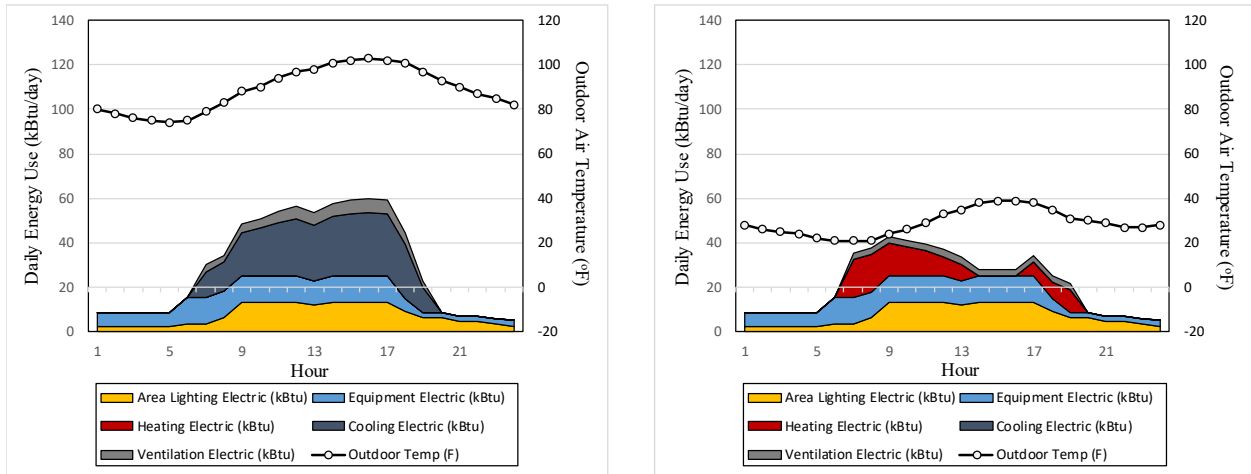 140
120
100
80
60
40
20
0
120
100
80
60
40
20
0
-20
Daily Energy Use (kBtu/day)
Outdoor Air Temperature (ºF)
1 5 9 13 17 21
Hour
Area Lighting Electric (kBtu) Equipment Electric (kBtu)
Heating Electric (kBtu) Cooling Electric (kBtu)
Ventilation Electric (kBtu) Outdoor Temp (F)
140
120
100
80
60
40
20
0
120
100
80
60
40
20
0
-20
Daily Energy Use (kBtu/day)
Outdoor Air Temperature (ºF)
1 5 9 13 17 21
Hour
Area Lighting Electric (kBtu) Equipment Electric (kBtu)
Heating Electric (kBtu) Cooling Electric (kBtu)
Ventilation Electric (kBtu) Outdoor Temp (F)